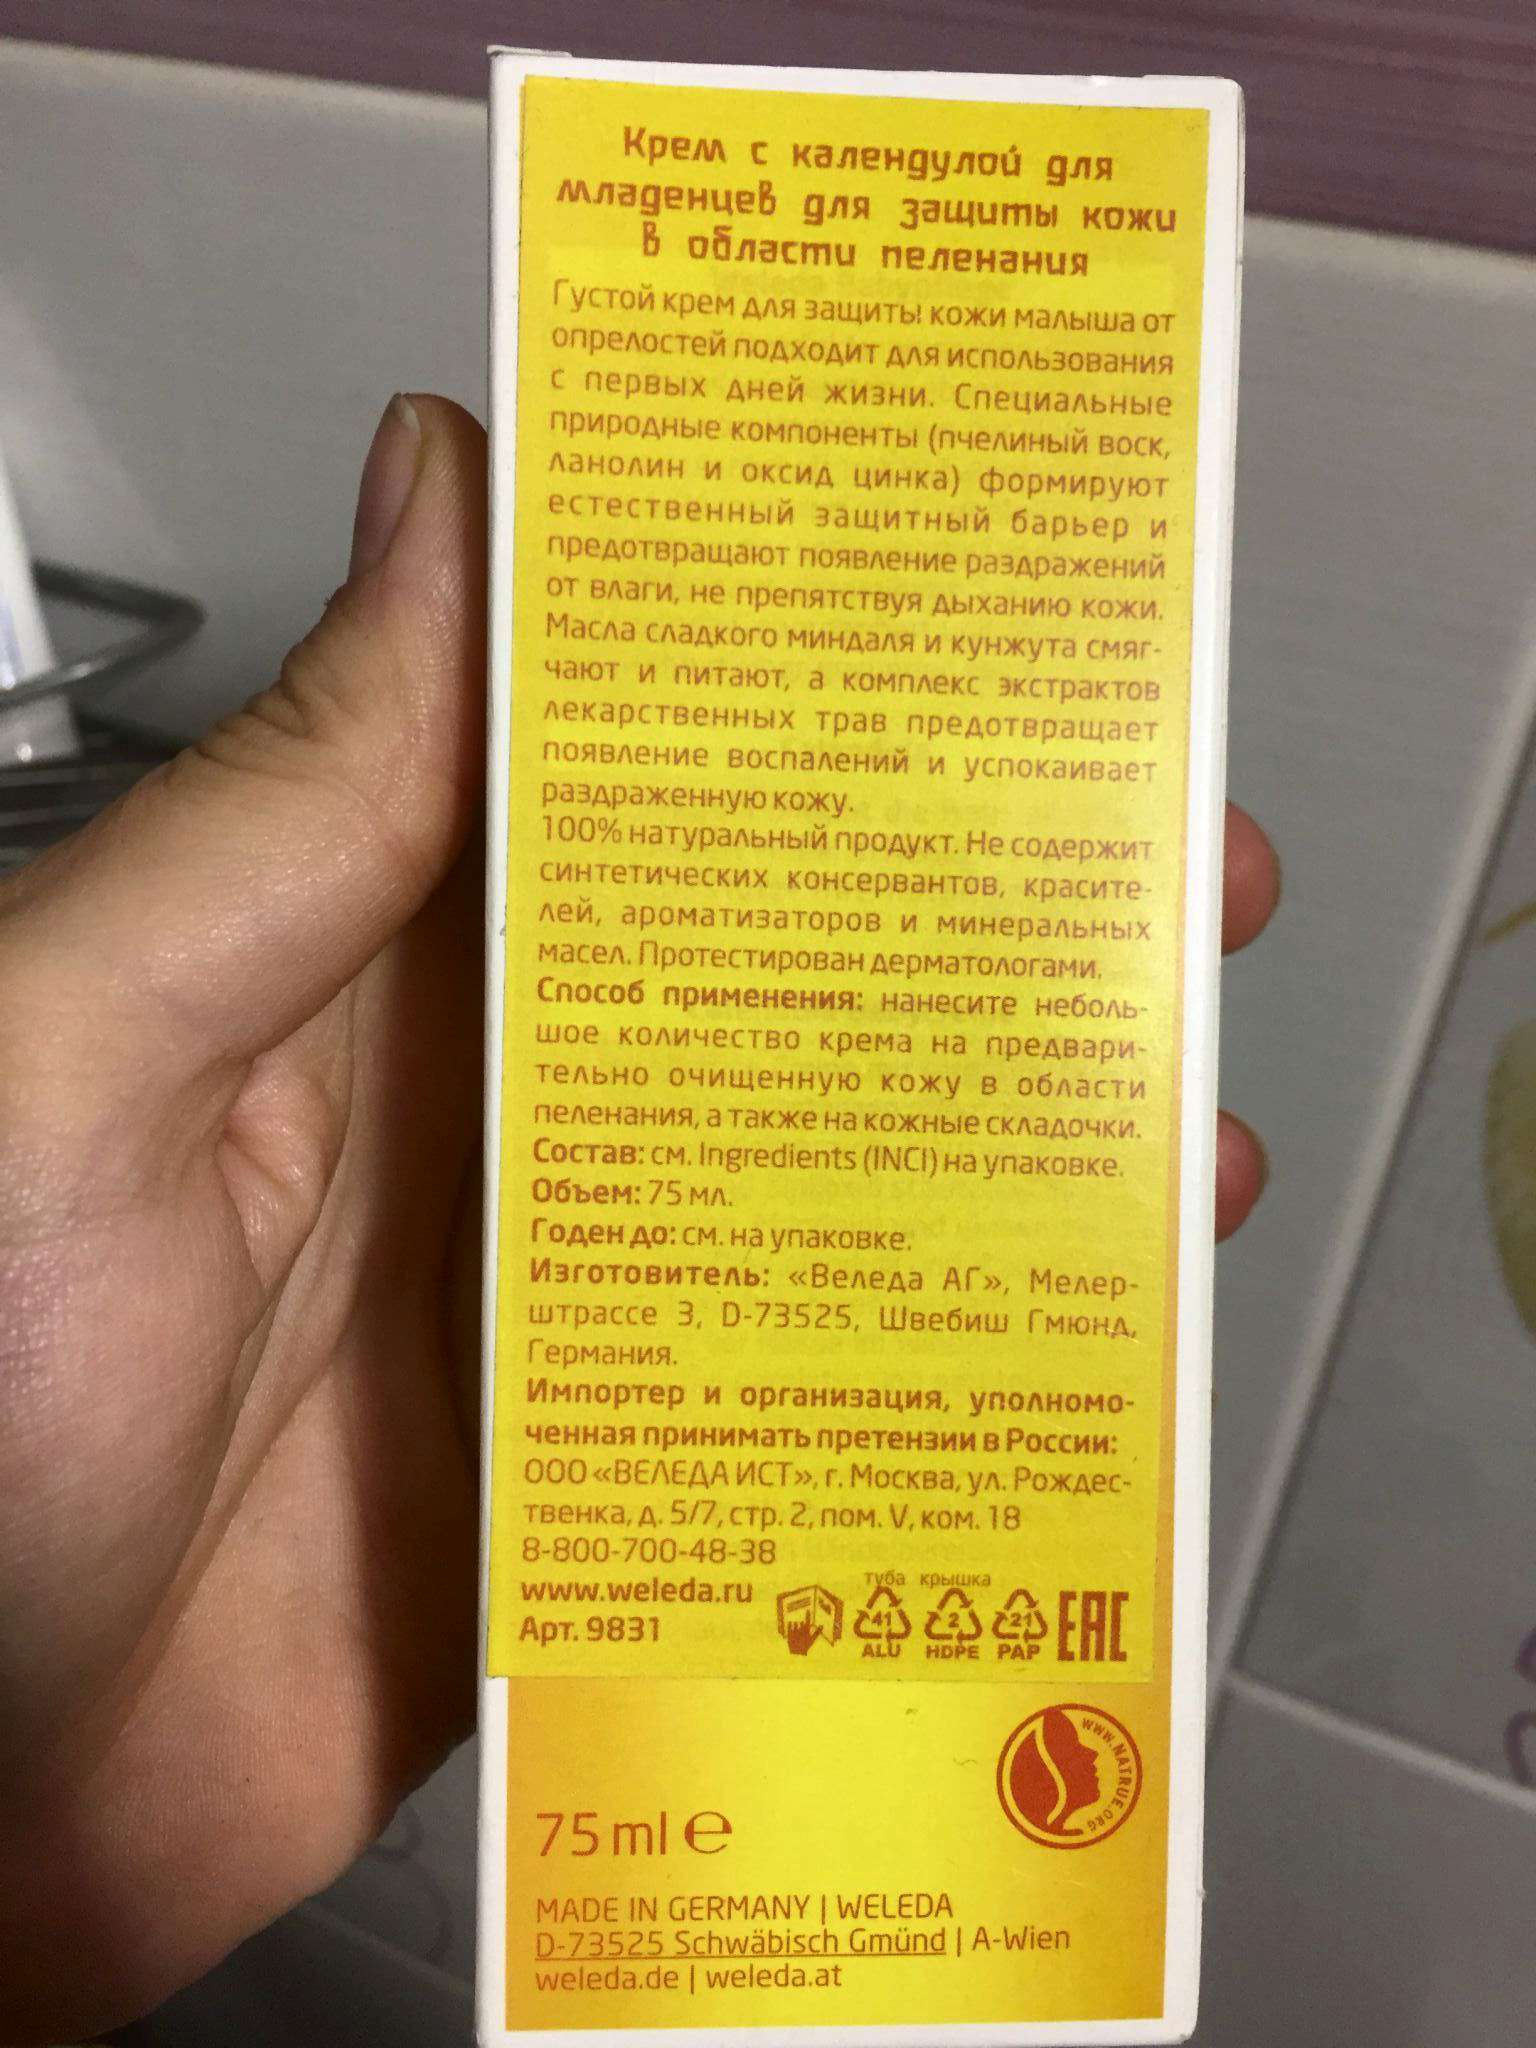 Крем с календулой для
младенцев для защиты кожи
в области пеленания
Густой крем для защиты кожи малыша от
опрелостей подходит для использования
с первых дней жизни. Специальные
природные компоненты (пчелиный воск,
ланолин и оксид цинка) формируют
естественный защитный барьер и
предотвращают появление раздражений
от влаги, не препятствуя дыханию кожи.
Масла сладкого миндаля и кунжута смяг-
чают и питают, а комплекс экстрактов
лекарственных трав предотвращает
появление воспалений и успокаивает
раздраженную кожу.
100% натуральный продукт. Не содержит
синтетических консервантов, красите-
лей, ароматизаторов и минеральных
масел. Протестирован дерматологами.
Способ применения: нанесите неболь-
шое количество крема на предвари-
тельно очищенную кожу в области
пеленания, а также на кожные складочки.
Состав: см. Ingredients (INCI) на упаковке.
Объем: 75 мл.
Годен до: см. на упаковке.
Изготовитель: «Веледа АГ», Мелер-
штрассе 3, D-73525, Швебиш Гмюнд,
Германия.
Импортер и организация, уполномо-
ченная принимать претензии в России:
ООО «ВЕЛЕДА ИСТ», г. Москва, ул. Рождес-
твенка, д. 5/7, стр. 2, пом. V, ком. 18
8-800-700-48-38
www.weleda.ru
Арт. 9831
туба крышка
41 2 21
ALU HDPE PAP
EAC
WWW.NATRUE.ORG
75 ml e
MADE IN GERMANY | WELEDA
D-73525 Schwäbisch Gmünd | A-Wien
weleda.de | weleda.at